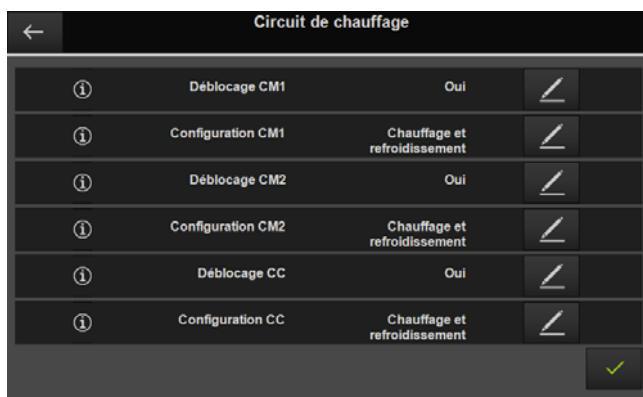 Circuit de chauffage
Déblocage CM1 Oui
Configuration CM1 Chauffage et
refroidissement
Déblocage CM2 Oui
Configuration CM2 Chauffage et
refroidissement
Déblocage CC Oui
Configuration CC Chauffage et
refroidissement